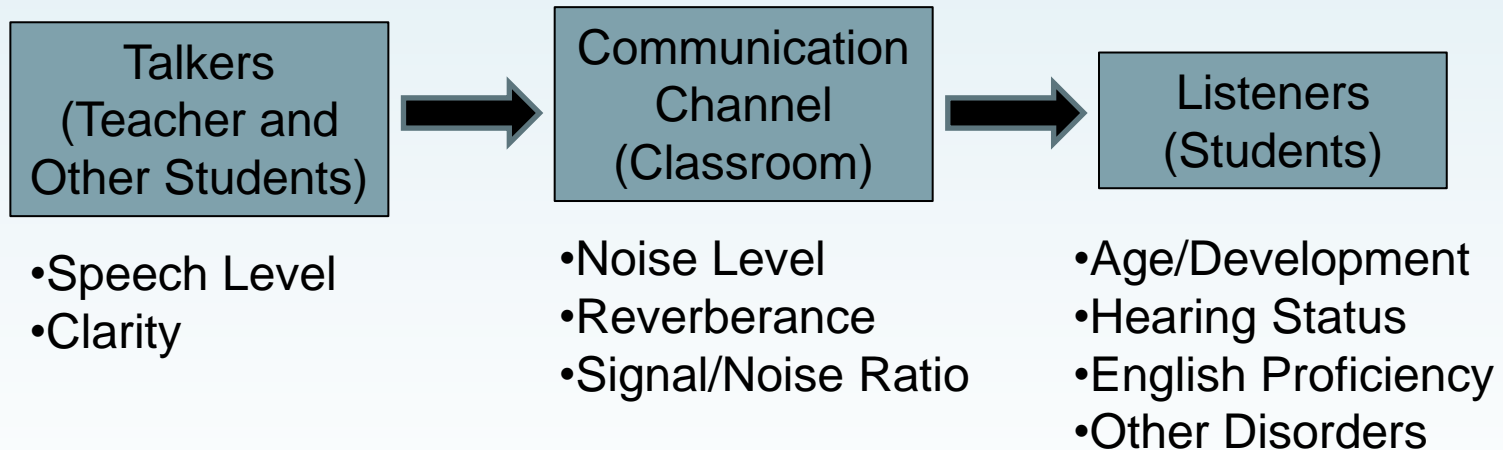 Talkers
(Teacher and
Other Students)
•Speech Level
•Clarity
Communication
Channel
(Classroom)
•Noise Level
•Reverberance
•Signal/Noise Ratio
Listeners
(Students)
•Age/Development
•Hearing Status
•English Proficiency
•Other Disorders